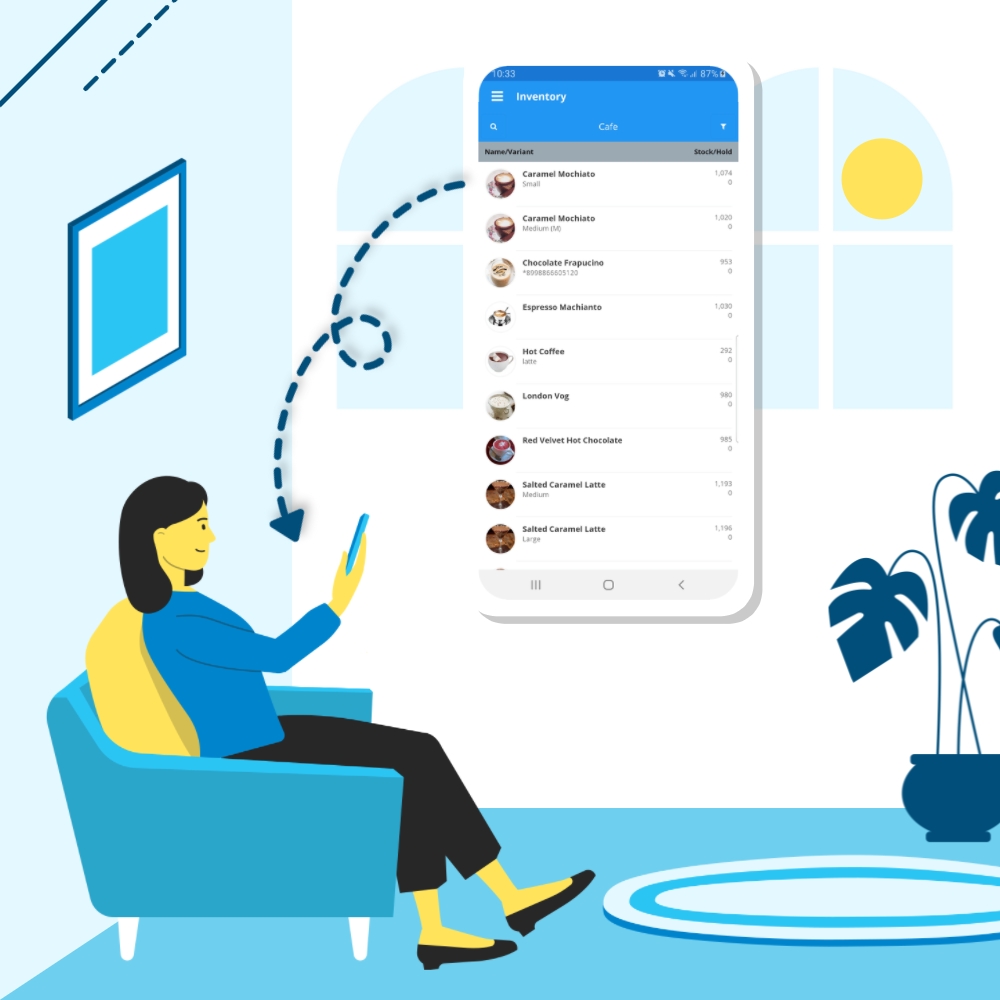 10:33 87%
Inventory
Cafe
Name/Variant Stock/Hold
Caramel Mochiato 1,074
Small 0
Caramel Mochiato 1,020
Medium (M) 0
Chocolate Frapucino 953
*8998866605120 0
Espresso Machianto 1,030
0
Hot Coffee 292
latte 0
London Vog 980
0
Red Velvet Hot Chocolate 985
0
Salted Caramel Latte 1,193
Medium 0
Salted Caramel Latte 1,196
Large 0